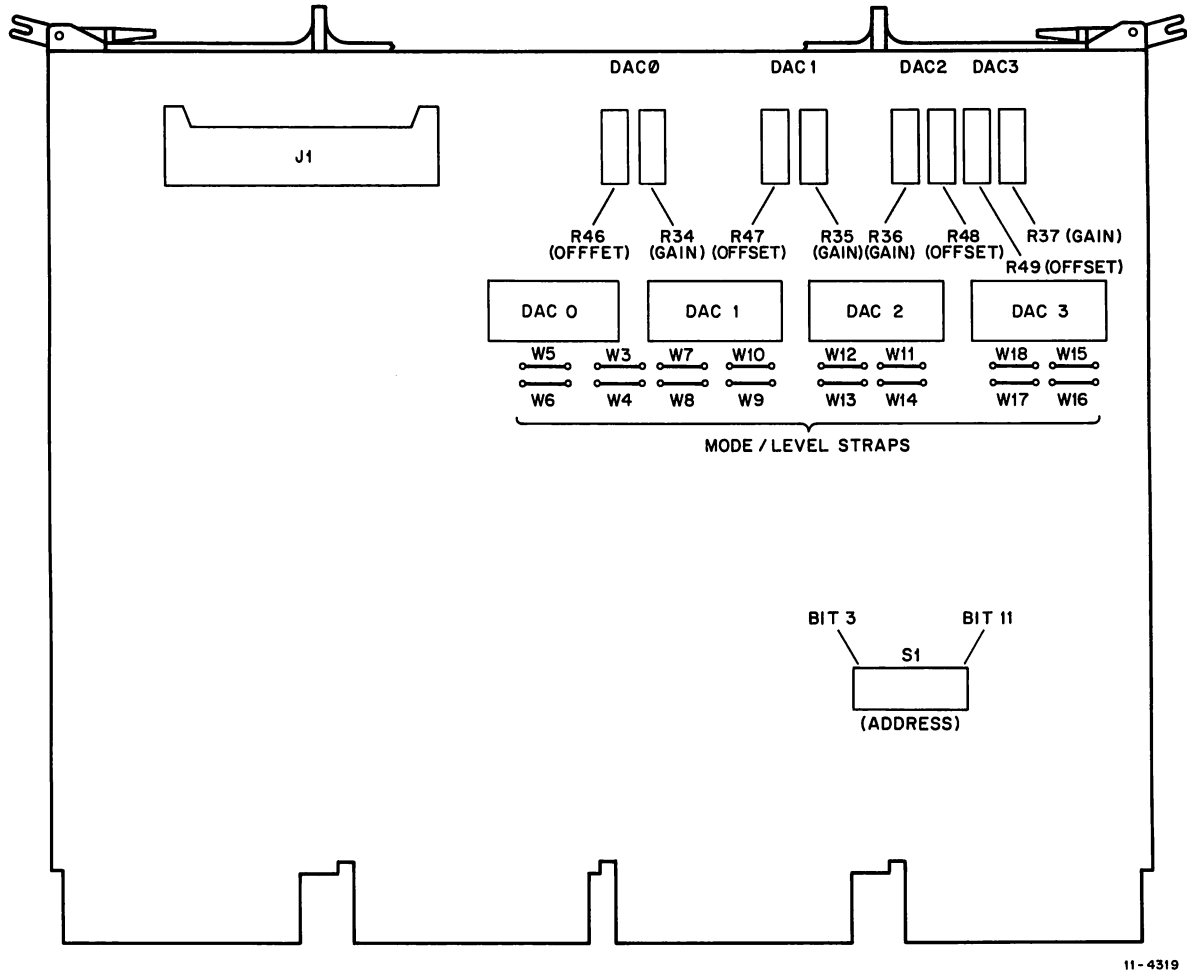 DACØ DAC1 DAC2 DAC3
J1
R46 (OFFFET)
R34 (GAIN)
R47 (OFFSET)
R35 (GAIN)
R36 (GAIN)
R48 (OFFSET)
R37 (GAIN)
R49 (OFFSET)
DAC 0 DAC 1 DAC 2 DAC 3
W5 W3 W7 W10 W12 W11 W18 W15
W6 W4 W8 W9 W13 W14 W17 W16
MODE / LEVEL STRAPS
BIT 3 BIT 11
S1
(ADDRESS)
11-4319